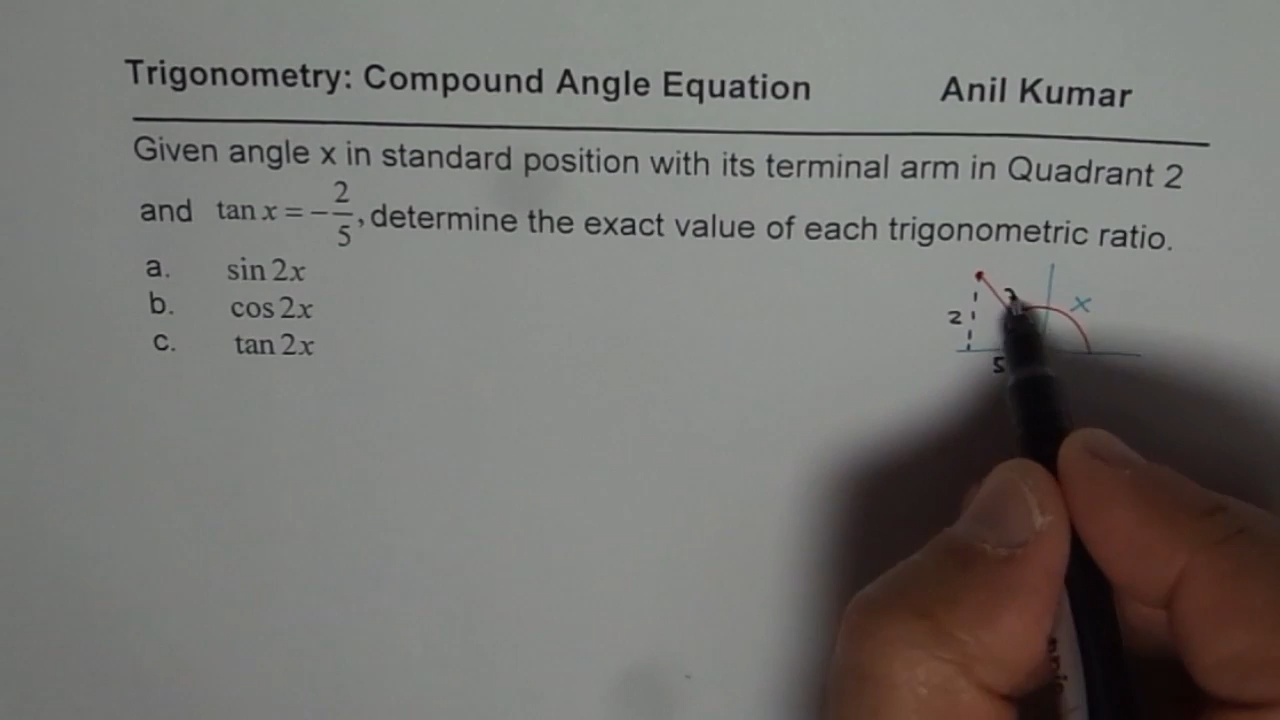 Trigonometry: Compound Angle Equation Anil Kumar
Given angle x in standard position with its terminal arm in Quadrant 2
and tan x = -2/5, determine the exact value of each trigonometric ratio.
a. sin 2x
b. cos 2x
c. tan 2x
x
2
5